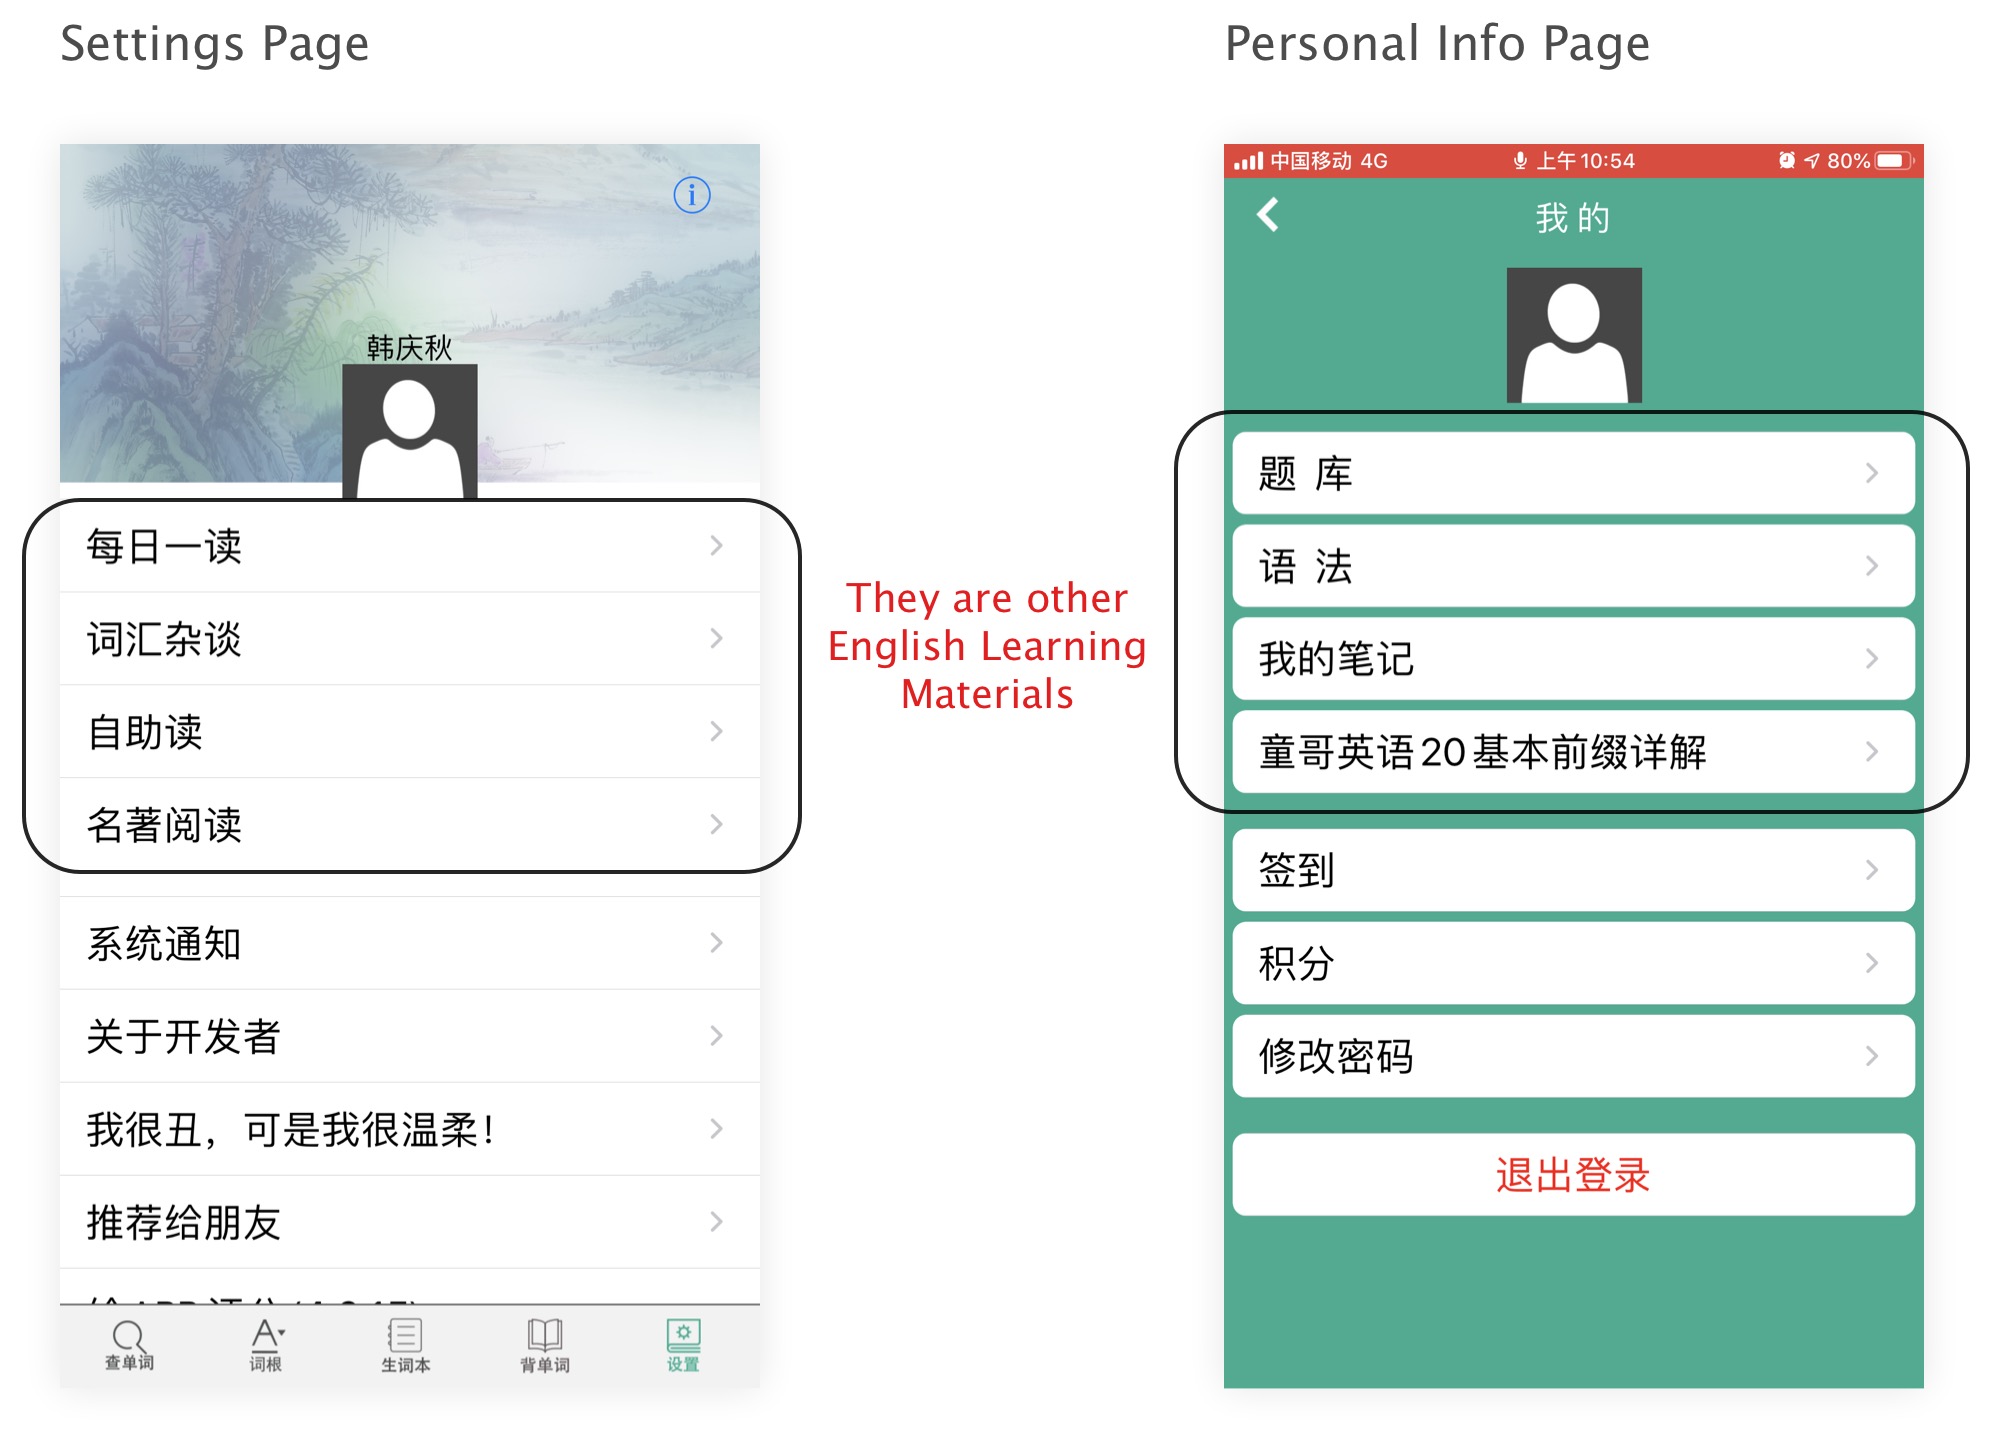 Settings Page
韩庆秋
每日一读
词汇杂谈
自助读
名著阅读
系统通知
关于开发者
我很丑，可是我很温柔！
推荐给朋友
查单词
词根
生词本
背单词
设置
They are other
English Learning
Materials
Personal Info Page
中国移动 4G 上午10:54 80%
我的
题 库
语 法
我的笔记
童哥英语20基本前缀详解
签到
积分
修改密码
退出登录